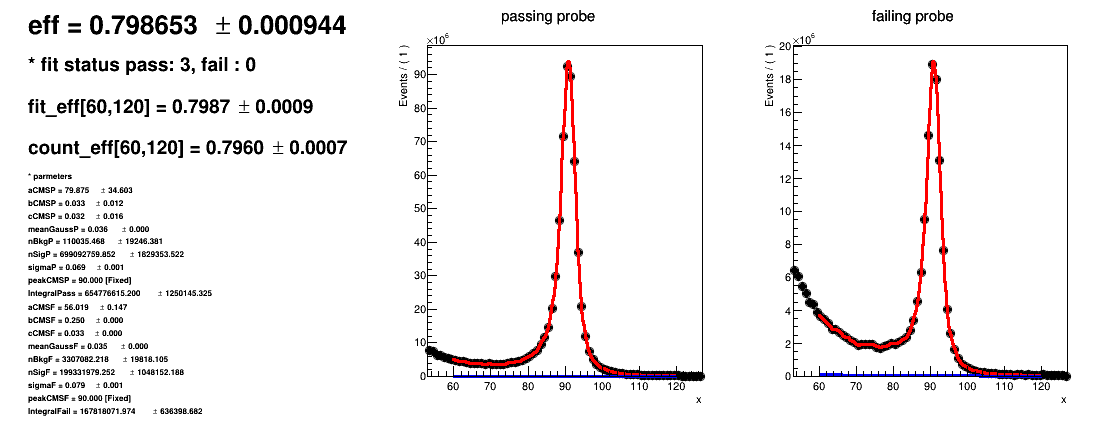 eff = 0.798653 ± 0.000944
* fit status pass: 3, fail : 0
fit_eff[60,120] = 0.7987 ± 0.0009
count_eff[60,120] = 0.7960 ± 0.0007
* parmeters
aCMSP = 79.875 ± 34.603
bCMSP = 0.033 ± 0.012
cCMSP = 0.032 ± 0.016
meanGaussP = 0.036 ± 0.000
nBkgP = 110035.468 ± 19246.381
nSigP = 699092759.852 ± 1829353.522
sigmaP = 0.069 ± 0.001
peakCMSP = 90.000 [Fixed]
IntegralPass = 654776615.200 ± 1250145.325
aCMSF = 56.019 ± 0.147
bCMSF = 0.250 ± 0.000
cCMSF = 0.033 ± 0.000
meanGaussF = 0.035 ± 0.000
nBkgF = 3307082.218 ± 19818.105
nSigF = 199331979.252 ± 1048152.188
sigmaF = 0.079 ± 0.001
peakCMSF = 90.000 [Fixed]
IntegralFail = 167818071.974 ± 636398.682
passing probe
×10⁶
Events / ( 1 )
90
80
70
60
50
40
30
20
10
0
60 70 80 90 100 110 120
x
failing probe
×10⁶
Events / ( 1 )
20
18
16
14
12
10
8
6
4
2
0
60 70 80 90 100 110 120
x